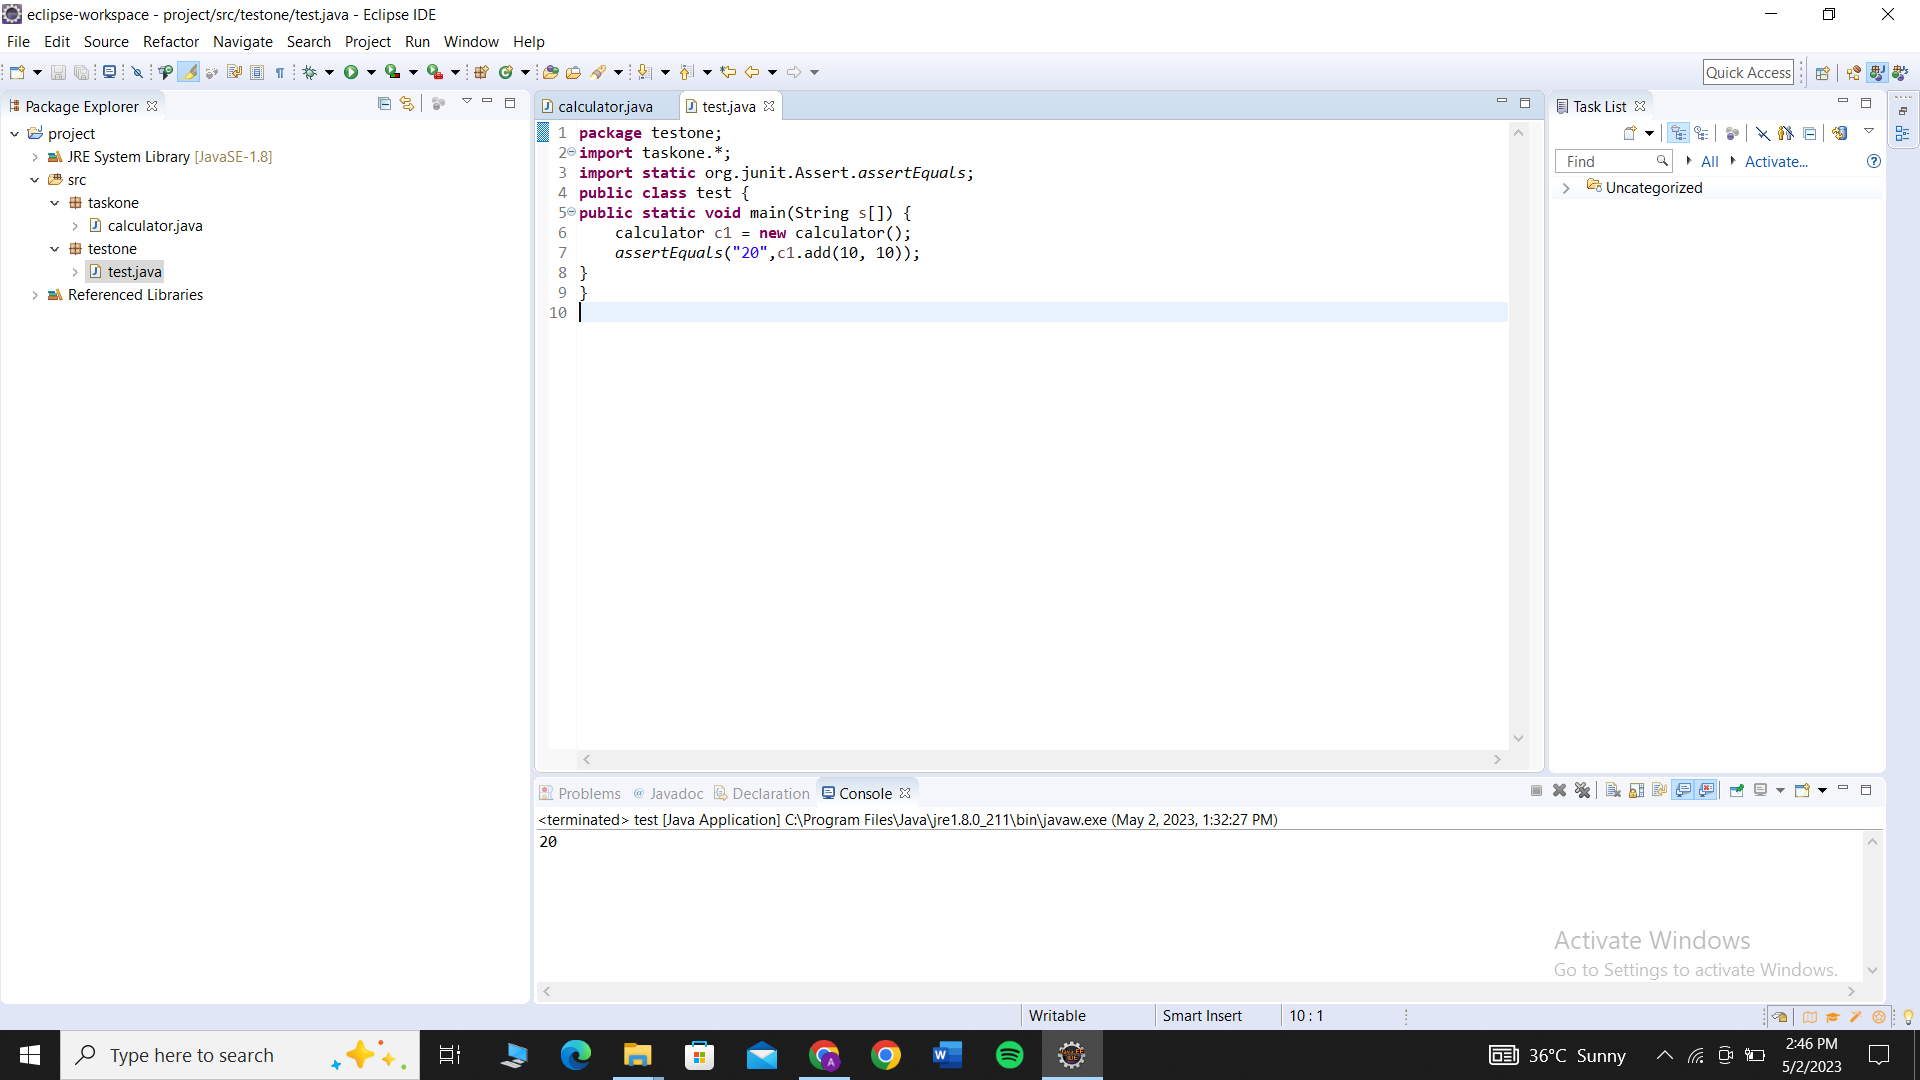 eclipse-workspace - project/src/testone/test.java - Eclipse IDE
File Edit Source Refactor Navigate Search Project Run Window Help
Quick Access
Package Explorer
project
JRE System Library [JavaSE-1.8]
src
taskone
calculator.java
testone
test.java
Referenced Libraries
calculator.java test.java
1 package testone;
2 import taskone.*;
3 import static org.junit.Assert.assertEquals;
4 public class test {
5 public static void main(String s[]) {
6     calculator c1 = new calculator();
7     assertEquals("20",c1.add(10, 10));
8 }
9 }
10
Task List
Find All Activate...
Uncategorized
Problems @ Javadoc Declaration Console
<terminated> test [Java Application] C:\Program Files\Java\jre1.8.0_211\bin\javaw.exe (May 2, 2023, 1:32:27 PM)
20
Activate Windows
Go to Settings to activate Windows.
Writable Smart Insert 10 : 1
Type here to search
36°C Sunny
2:46 PM
5/2/2023